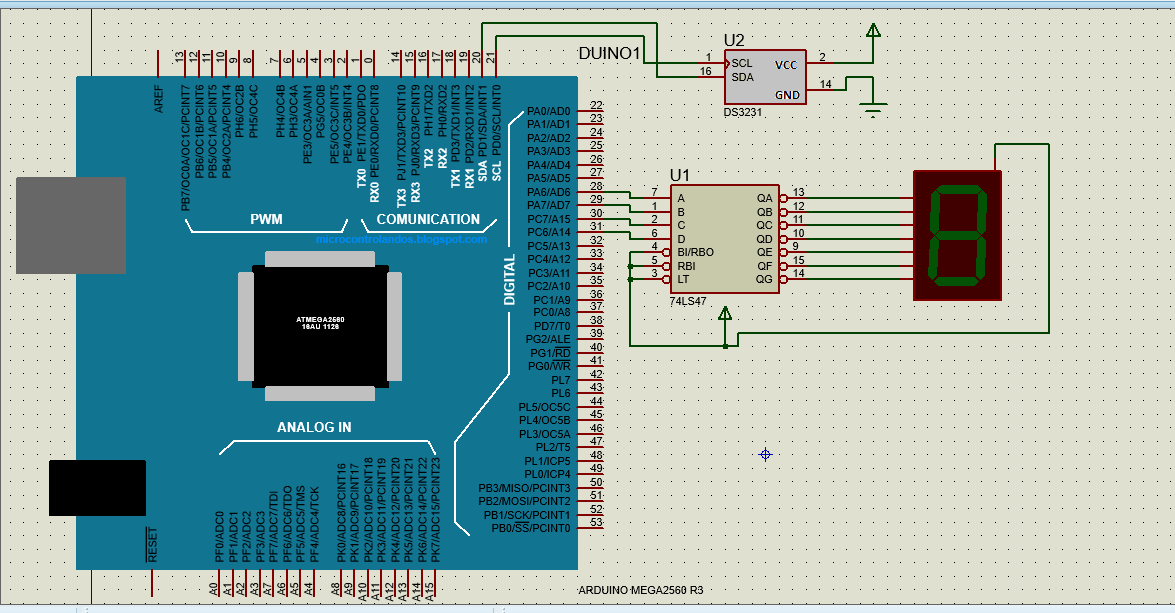 DUINO1
AREF
13
12
11
10
9
8
7
6
5
4
3
2
1
0
14
15
16
17
18
19
20
21
PB7/OC0A/OC1C/PCINT7
PB6/OC1B/PCINT6
PB5/OC1A/PCINT5
PB4/OC2A/PCINT4
PH6/OC2B
PH5/OC4C
PH4/OC4B
PH3/OC4A
PE3/OC3A/AIN1
PG5/OC0B
PE5/OC3C/INT5
PE4/OC3B/INT4
TX0 PE1/TXD0/PDO
RX0 PE0/RXD0/PCINT8
TX3 PJ1/TXD3/PCINT10
RX3 PJ0/RXD3/PCINT9
TX2 PH1/TXD2
RX2 PH0/RXD2
TX1 PD3/TXD1/INT3
RX1 PD2/RXD1/INT2
SDA PD1/SDA/INT1
SCL PD0/SCL/INT0
PWM
COMUNICATION
microcontrolandos.blogspot.com
ATMEGA2560
16AU 1126
DIGITAL
PA0/AD0 22
PA1/AD1 23
PA2/AD2 24
PA3/AD3 25
PA4/AD4 26
PA5/AD5 27
PA6/AD6 28
PA7/AD7 29
PC7/A15 30
PC6/A14 31
PC5/A13 32
PC4/A12 33
PC3/A11 34
PC2/A10 35
PC1/A9 36
PC0/A8 37
PD7/T0 38
PG2/ALE 39
PG1/RD 40
PG0/WR 41
PL7 42
PL6 43
PL5/OC5C 44
PL4/OC5B 45
PL3/OC5A 46
PL2/T5 47
PL1/ICP5 48
PL0/ICP4 49
PB3/MISO/PCINT3 50
PB2/MOSI/PCINT2 51
PB1/SCK/PCINT1 52
PB0/SS/PCINT0 53
ANALOG IN
RESET
PF0/ADC0
PF1/ADC1
PF2/ADC2
PF3/ADC3
PF7/ADC7/TDI
PF6/ADC6/TDO
PF5/ADC5/TMS
PF4/ADC4/TCK
PK0/ADC8/PCINT16
PK1/ADC9/PCINT17
PK2/ADC10/PCINT18
PK3/ADC11/PCINT19
PK4/ADC12/PCINT20
PK5/ADC13/PCINT21
PK6/ADC14/PCINT22
PK7/ADC15/PCINT23
A0
A1
A2
A3
A7
A6
A5
A4
A8
A9
A10
A11
A12
A13
A14
A15
ARDUINO MEGA2560 R3
U2
1 SCL VCC 2
16 SDA
GND 14
DS3231
U1
7 A QA 13
1 B QB 12
2 C QC 11
6 D QD 10
4 BI/RBO QE 9
5 RBI QF 15
3 LT QG 14
74LS47